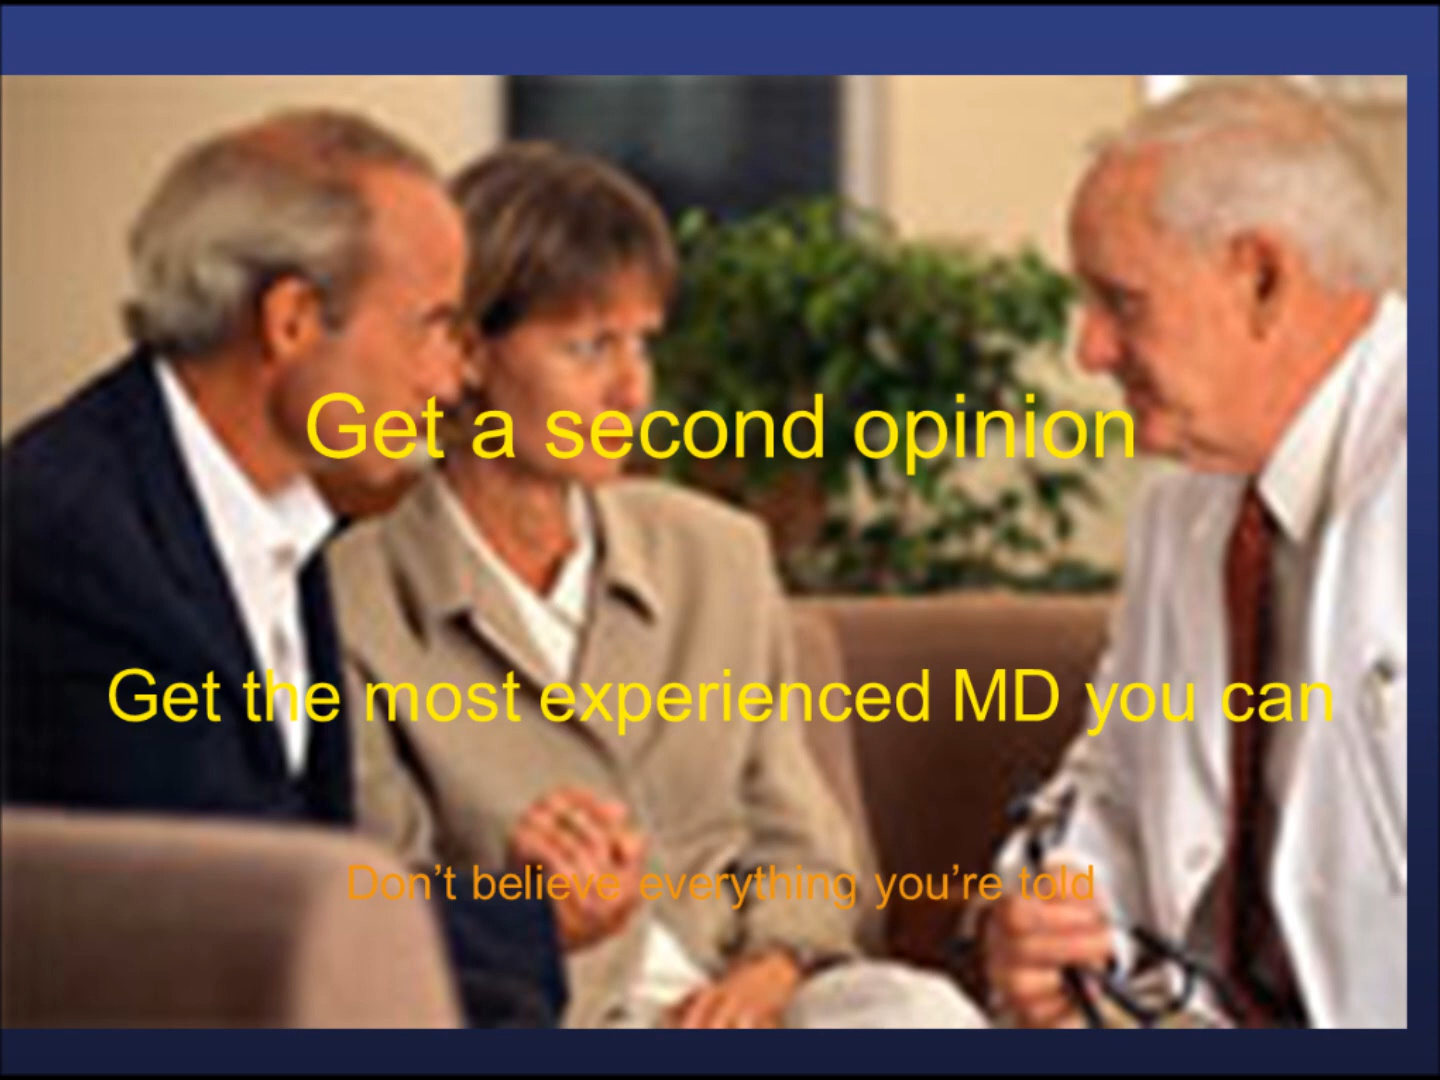 Get a second opinion
Get the most experienced MD you can
Don’t believe everything you’re told